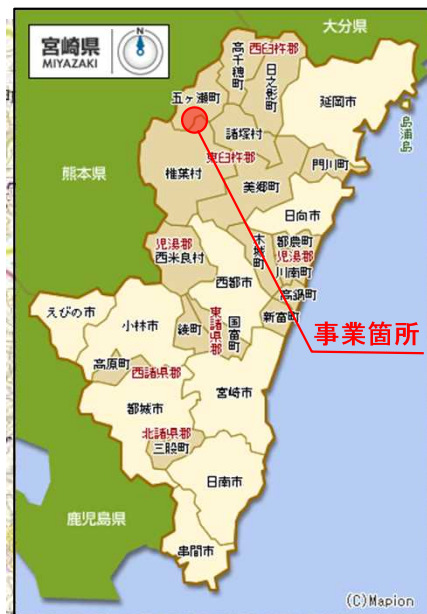 宮崎県
MIYAZAKI
大分県
熊本県
鹿児島県
高千穂町
西臼杵郡
日之影町
五ヶ瀬町
延岡市
島浦島
諸塚村
東臼杵郡
椎葉村
門川町
美郷町
日向市
児湯郡
西米良村
木城町
都農町
児湯郡
川南町
西都市
高鍋町
新富町
えびの市
小林市
綾町
東諸県郡
国富町
事業箇所
高原町
西諸県郡
宮崎市
都城市
北諸県郡
三股町
日南市
串間市
(C)Mapion